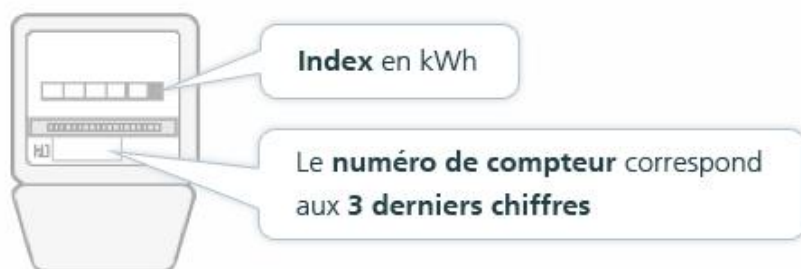 Index en kWh
Le numéro de compteur correspond
aux 3 derniers chiffres